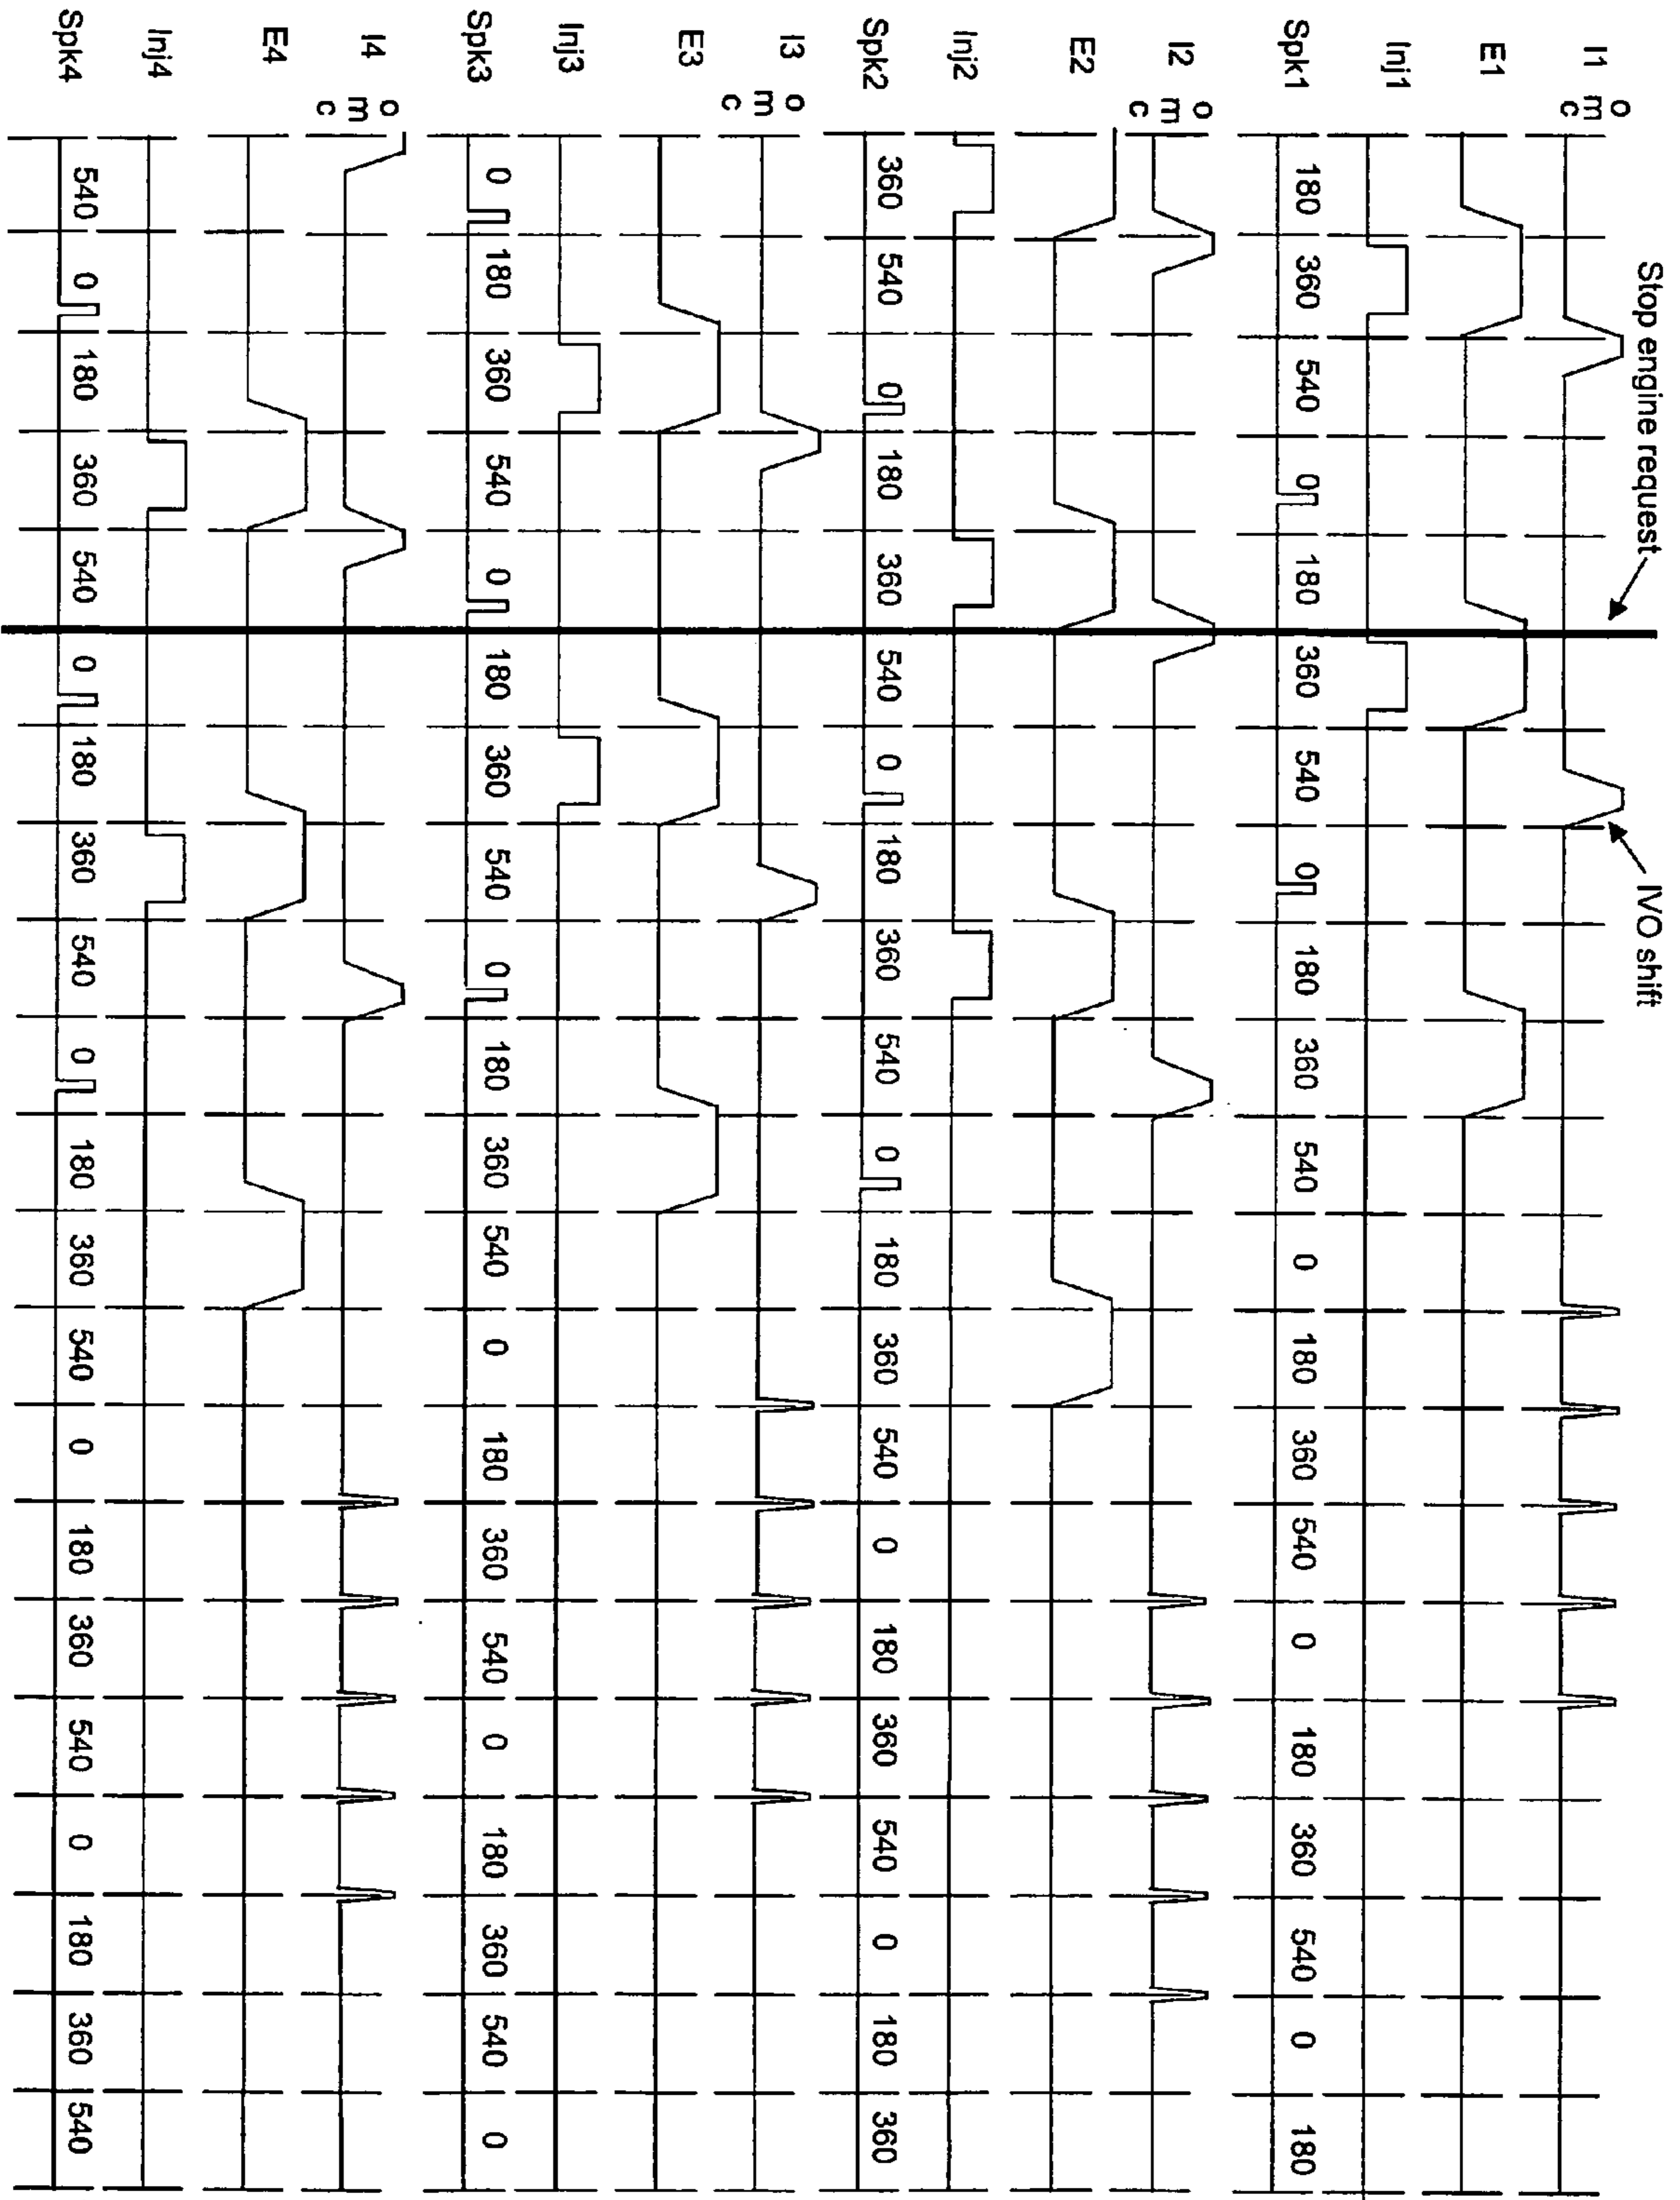 Stop engine request
IVO shift
I1
o
m
c
E1
Inj1
Spk1 180 360 540 0 180 360 540 0 180 360 540 0 180 360 540 0 180 360 540 0 180
I2
o
m
c
E2
Inj2
Spk2 360 540 0 180 360 540 0 180 360 540 0 180 360 540 0 180 360 540 0 180 360
I3
o
m
c
E3
Inj3
Spk3 0 180 360 540 0 180 360 540 0 180 360 540 0 180 360 540 0 180 360 540 0
I4
o
m
c
E4
Inj4
Spk4 540 0 180 360 540 0 180 360 540 0 180 360 540 0 180 360 540 0 180 360 540